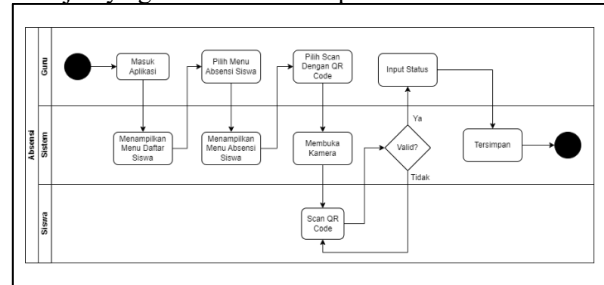 Absensi
Guru
Masuk
Aplikasi
Pilih Menu
Absensi Siswa
Pilih Scan
Dengan QR
Code
Input Status
Ya
Sistem
Menampilkan
Menu Daftar
Siswa
Menampilkan
Menu Absensi
Siswa
Membuka
Kamera
Valid?
Tersimpan
Tidak
Siswa
Scan QR
Code